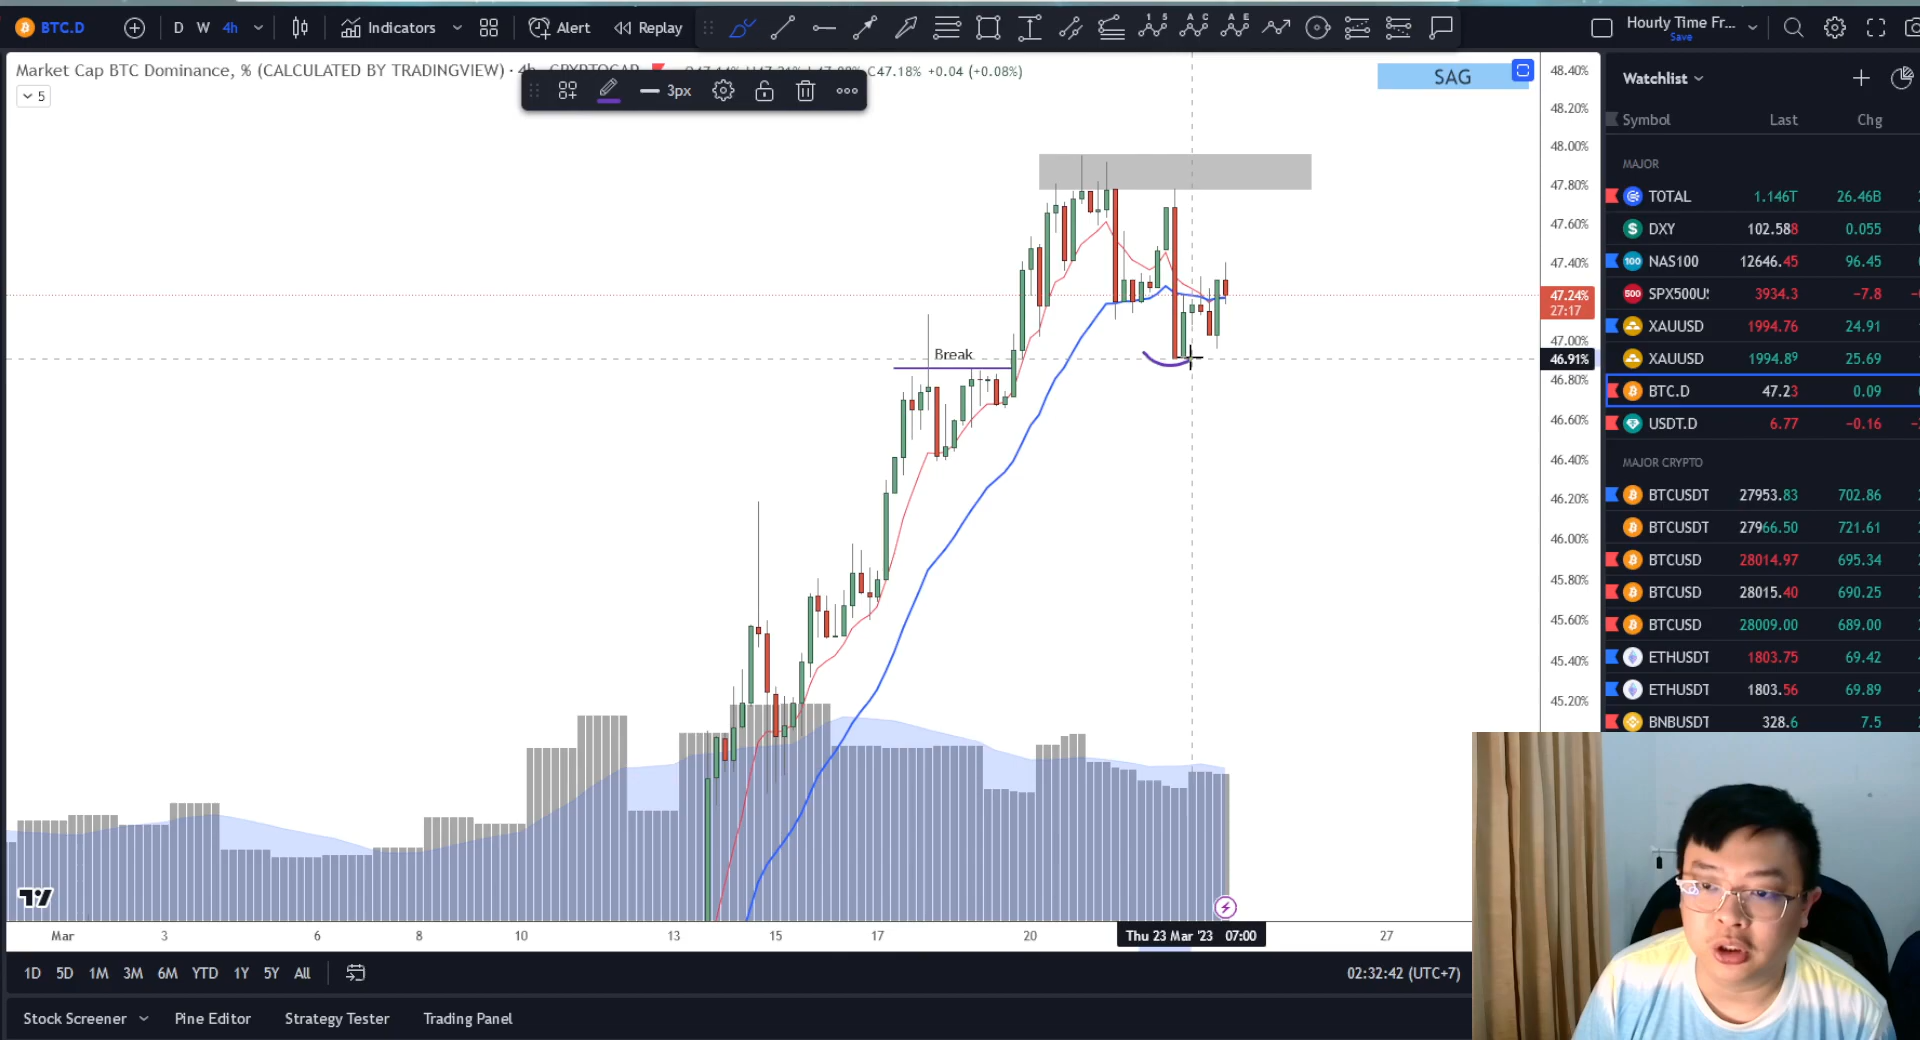 BTC.D D W 4h Indicators Alert Replay Hourly Time Fr...
Save
Market Cap BTC Dominance, % (CALCULATED BY TRADINGVIEW) · 4h · CRYPTOCAP C47.18% +0.04 (+0.08%)
5
3px
SAG
Break
48.40%
48.20%
48.00%
47.80%
47.60%
47.40%
47.24%
27:17
47.00%
46.91%
46.80%
46.60%
46.40%
46.20%
46.00%
45.80%
45.60%
45.40%
45.20%
Mar 3 6 8 10 13 15 17 20 Thu 23 Mar '23 07:00 27
1D 5D 1M 3M 6M YTD 1Y 5Y All 02:32:42 (UTC+7)
Stock Screener Pine Editor Strategy Tester Trading Panel
Watchlist
Symbol Last Chg
MAJOR
TOTAL 1.146T 26.46B
DXY 102.588 0.055
NAS100 12646.45 96.45
SPX500U 3934.3 −7.8
XAUUSD 1994.76 24.91
XAUUSD 1994.89 25.69
BTC.D 47.23 0.09
USDT.D 6.77 −0.16
MAJOR CRYPTO
BTCUSDT 27953.83 702.86
BTCUSDT 27966.50 721.61
BTCUSD 28014.97 695.34
BTCUSD 28015.40 690.25
BTCUSD 28009.00 689.00
ETHUSDT 1803.75 69.42
ETHUSDT 1803.56 69.89
BNBUSDT 328.6 7.5